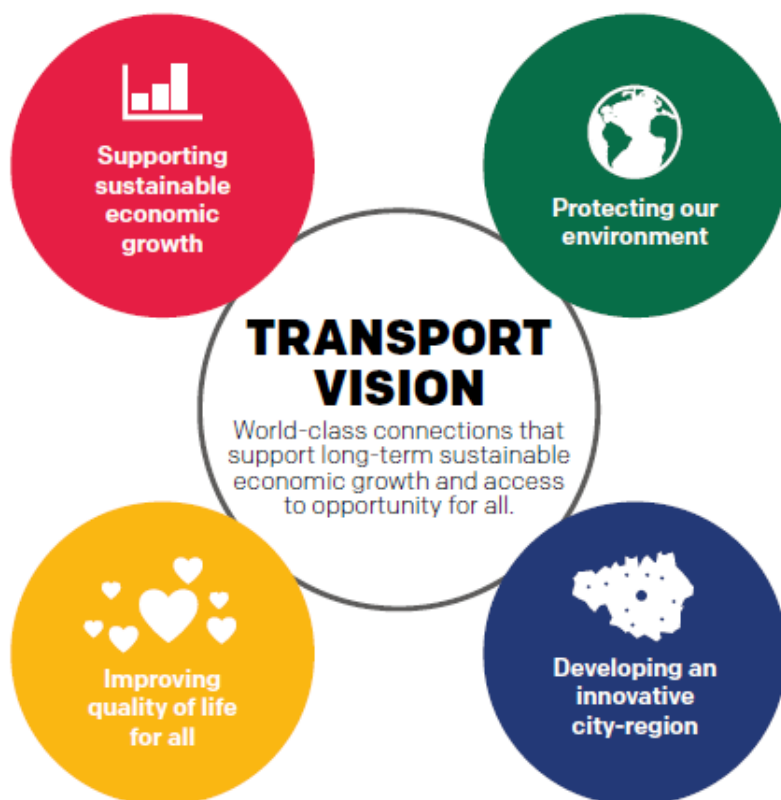 Supporting
sustainable
economic
growth
Protecting our
environment
TRANSPORT
VISION
World-class connections that
support long-term sustainable
economic growth and access
to opportunity for all.
Improving
quality of life
for all
Developing an
innovative
city-region